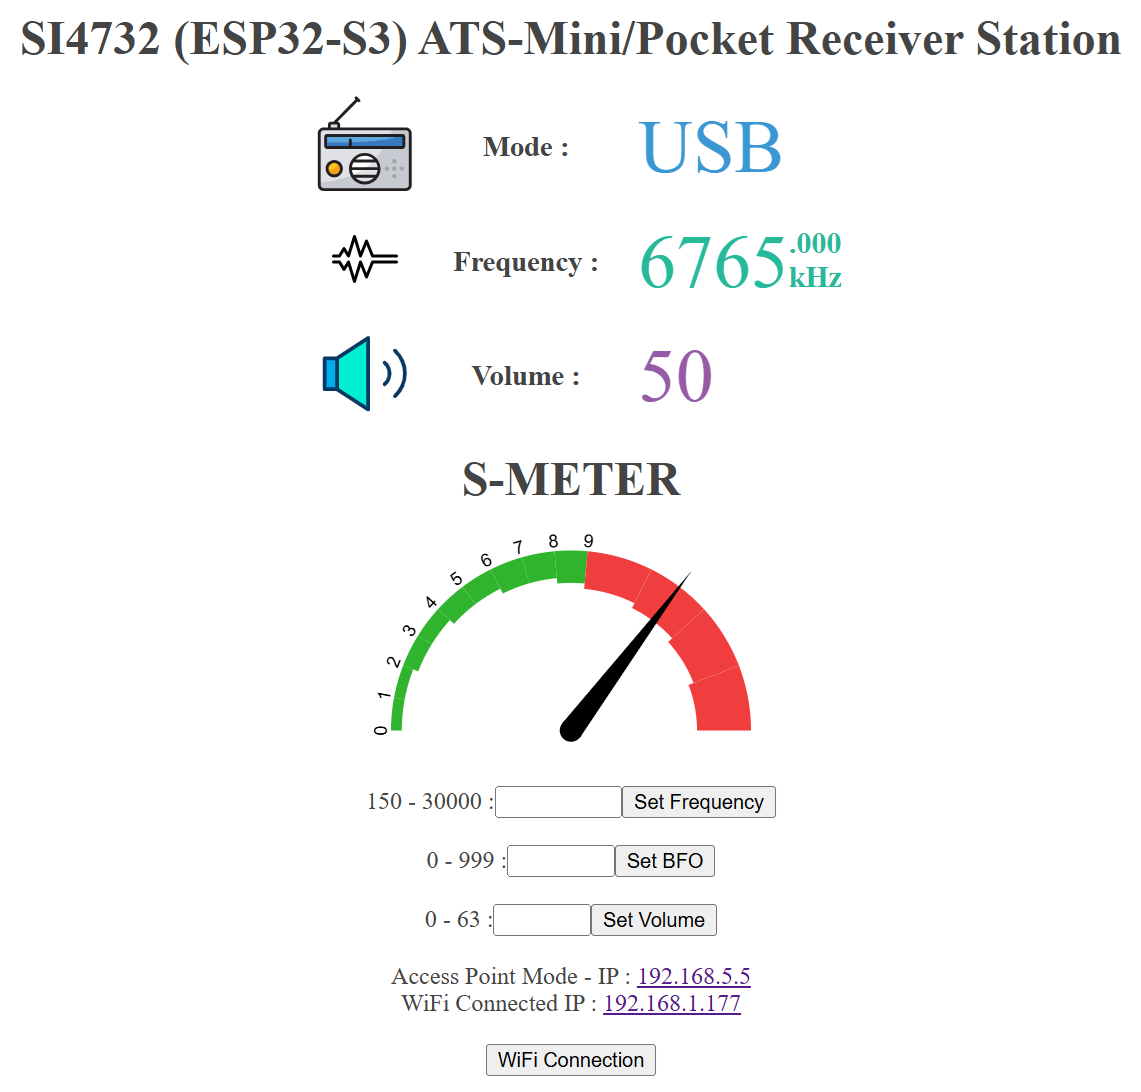 SI4732 (ESP32-S3) ATS-Mini/Pocket Receiver Station
Mode : USB
Frequency : 6765.000 kHz
Volume : 50
S-METER
0 1 2 3 4 5 6 7 8 9
150 - 30000 : Set Frequency
0 - 999 : Set BFO
0 - 63 : Set Volume
Access Point Mode - IP : 192.168.5.5
WiFi Connected IP : 192.168.1.177
WiFi Connection